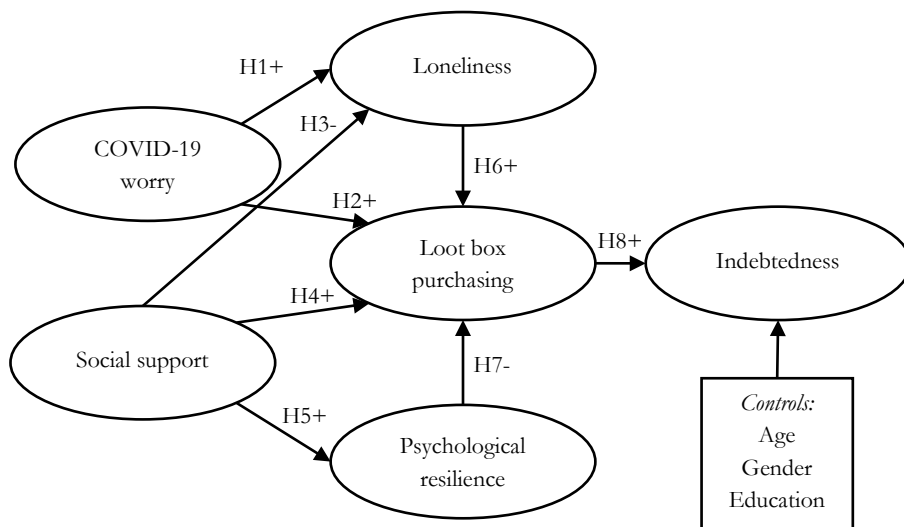 H1+
Loneliness
H3-
COVID-19
worry
H6+
H2+
Loot box
purchasing
H8+
Indebtedness
H4+
Social support
H7-
H5+
Psychological
resilience
Controls:
Age
Gender
Education